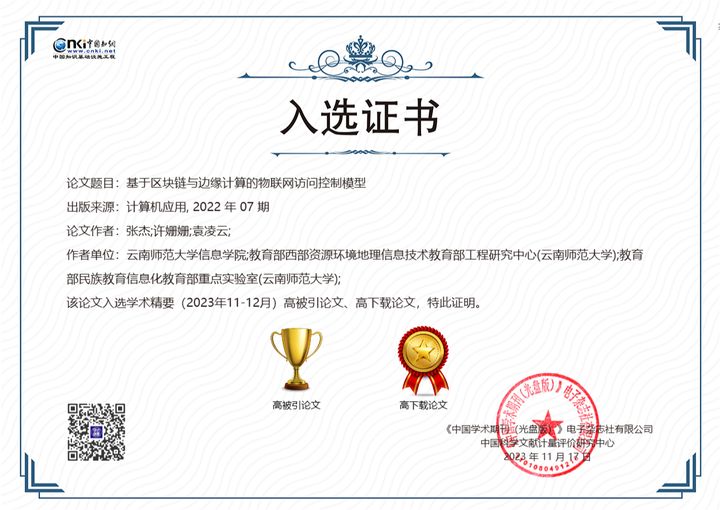 cnki 中国知网
www.cnki.net
中国知识基础设施工程
入选证书
论文题目：基于区块链与边缘计算的物联网访问控制模型
出版来源：计算机应用, 2022 年 07 期
论文作者：张杰;许姗姗;袁凌云;
作者单位：云南师范大学信息学院;教育部西部资源环境地理信息技术教育部工程研究中心(云南师范大学);教育
部民族教育信息化教育部重点实验室(云南师范大学);
该论文入选学术精要（2023年11-12月）高被引论文、高下载论文，特此证明。
高被引论文
高下载论文
《中国学术期刊（光盘版）》电子杂志社有限公司
中国科学文献计量评价研究中心
2023 年 11 月 17 日